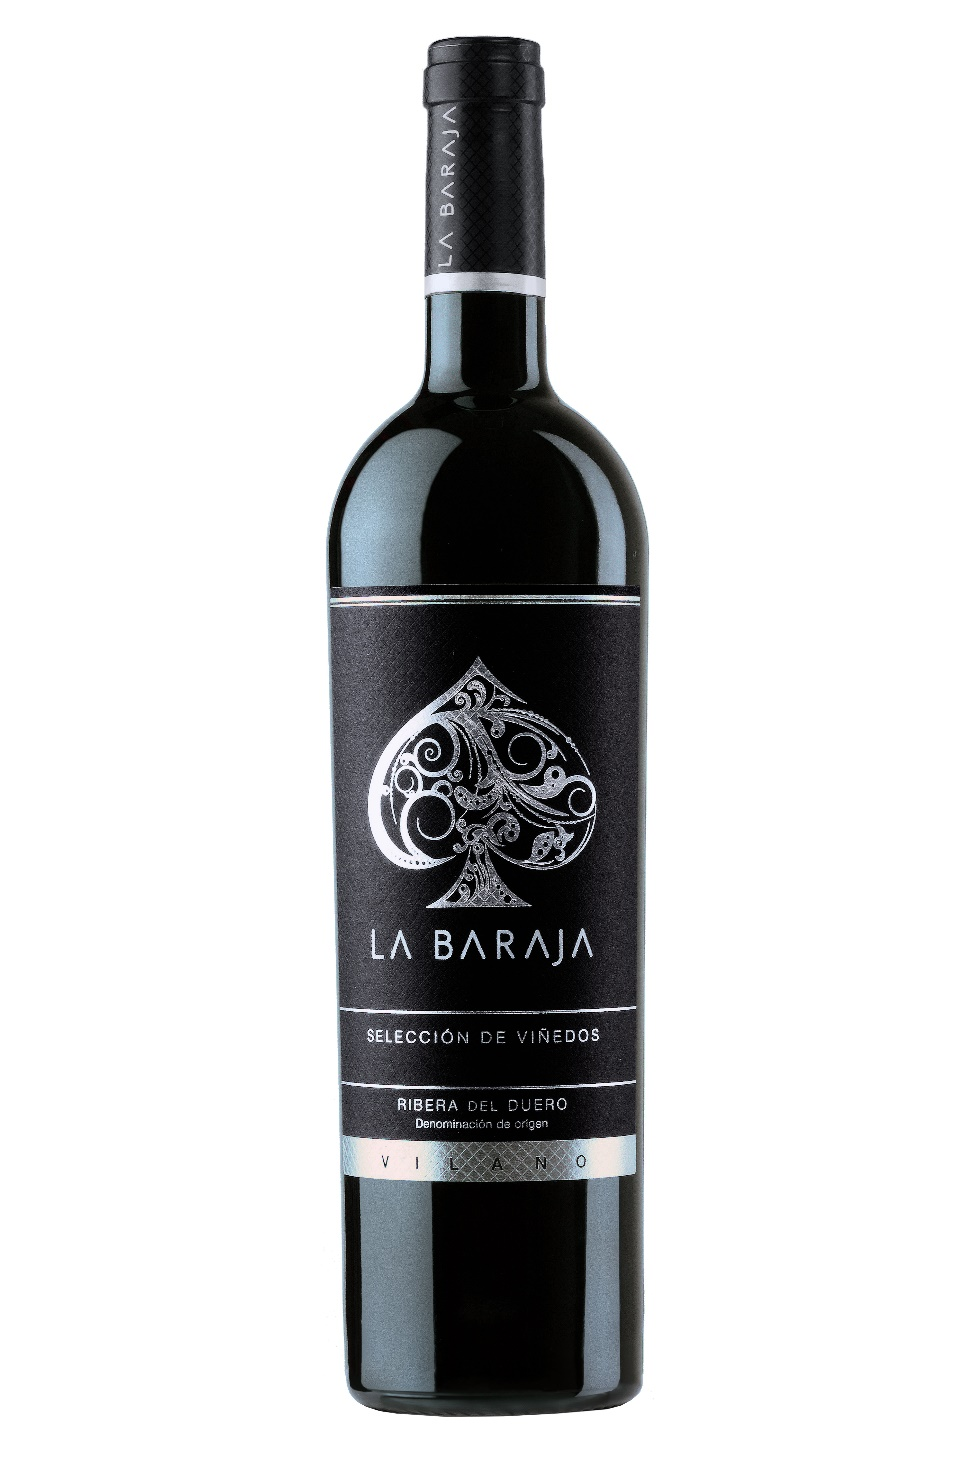 LA BARAJA
LA BARAJA
SELECCIÓN DE VIÑEDOS
RIBERA DEL DUERO
Denominación de origen
VILANO